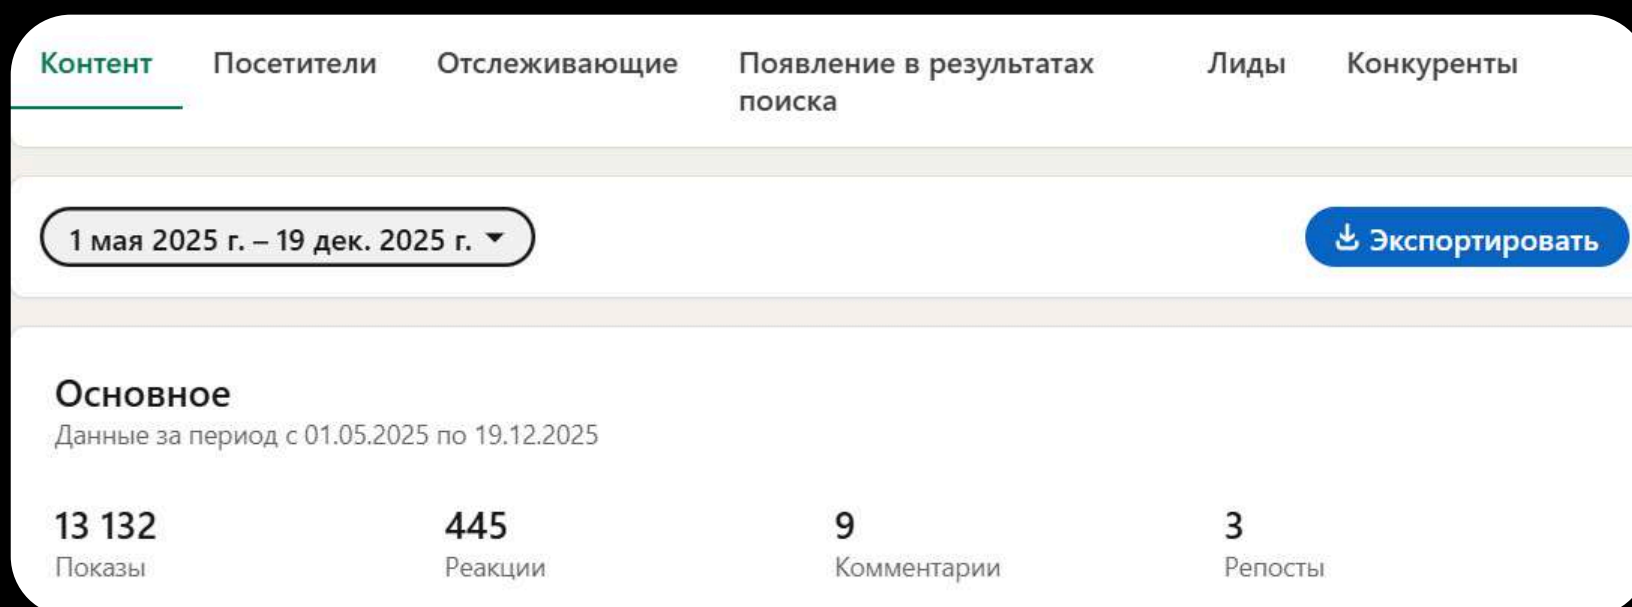 Контент Посетители Отслеживающие Появление в результатах поиска Лиды Конкуренты
1 мая 2025 г. – 19 дек. 2025 г.
Экспортировать
Основное
Данные за период с 01.05.2025 по 19.12.2025
13 132 445 9 3
Показы Реакции Комментарии Репосты